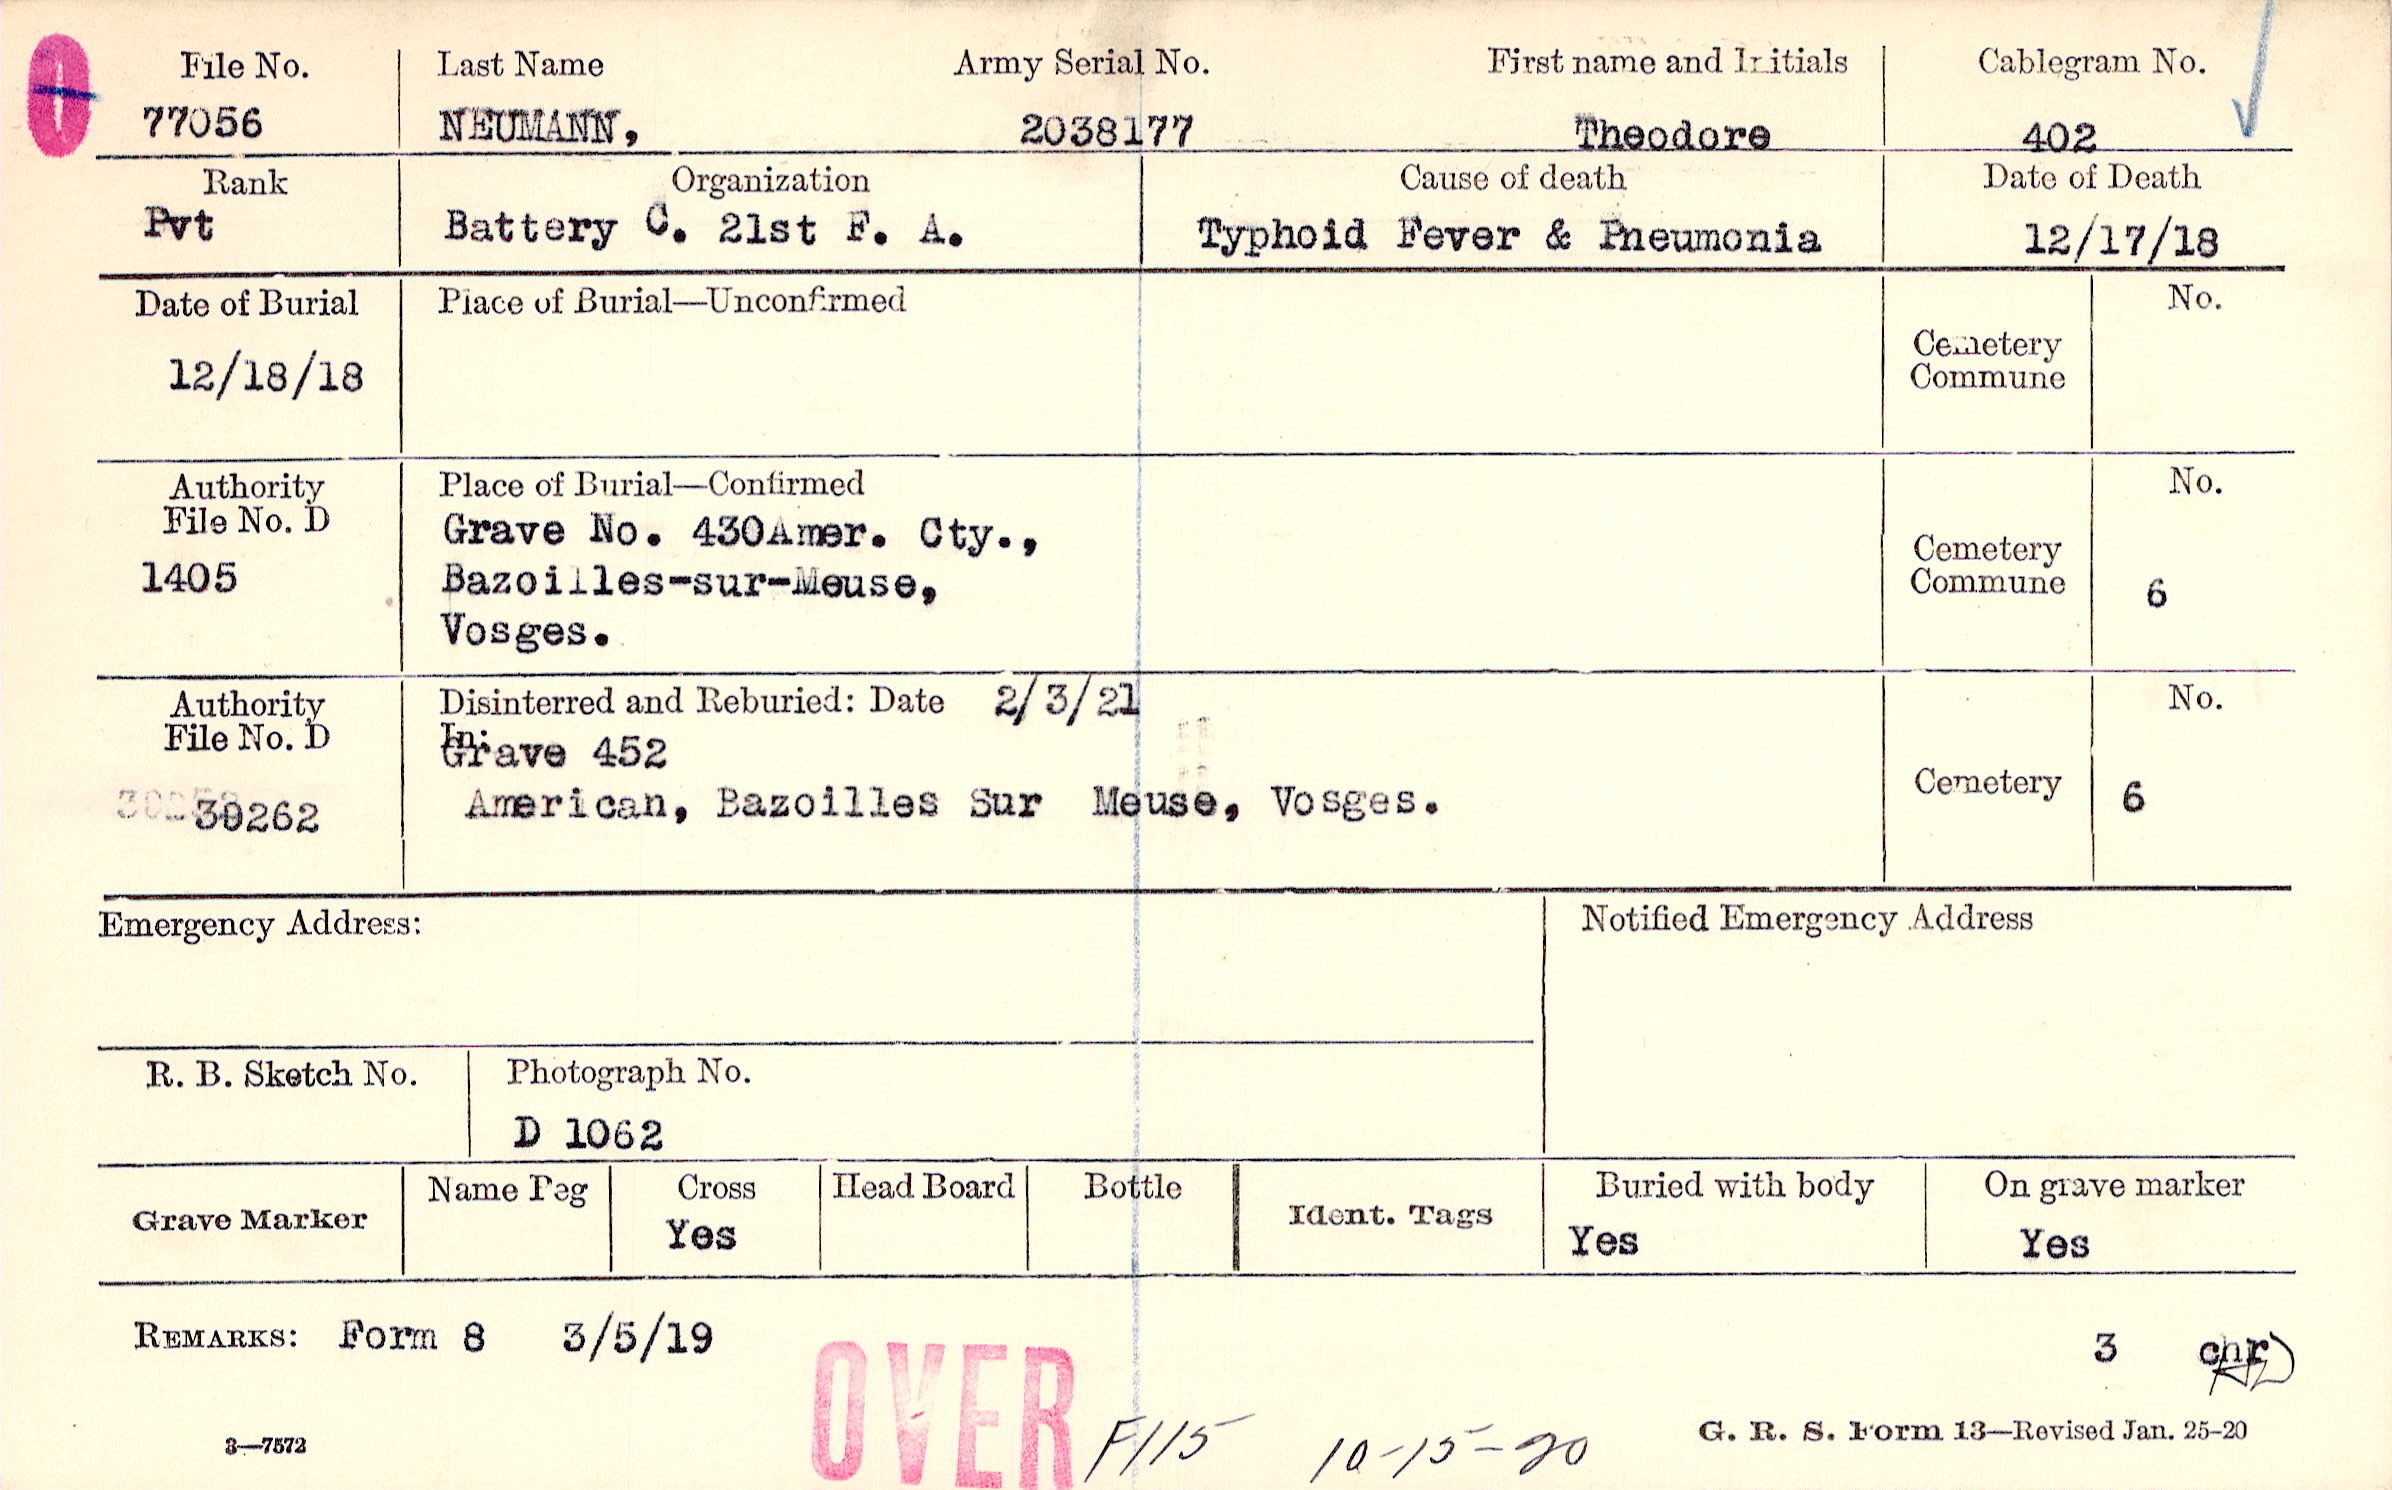 File No. Last Name Army Serial No. First name and Initials Cablegram No.
77056 NEUMANN, 2038177 Theodore 402
Rank Organization Cause of death Date of Death
Pvt Battery C. 21st F. A. Typhoid Fever & Pneumonia 12/17/18
Date of Burial Place of Burial—Unconfirmed No.
12/18/18 Cemetery
Commune
Authority Place of Burial—Confirmed No.
File No. D Grave No. 430Amer. Cty.,
1405 Bazoilles-sur-Meuse, Cemetery
Commune 6
Vosges.
Authority Disinterred and Reburied: Date 2/3/21 No.
File No. D In:
Grave 452
30262 American, Bazoilles Sur Meuse, Vosges. Cemetery 6
Emergency Address: Notified Emergency Address
R. B. Sketch No. Photograph No.
D 1062
Grave Marker Name Peg Cross Head Board Bottle Ident. Tags Buried with body On grave marker
Yes Yes Yes
REMARKS: Form 8 3/5/19 3 chr
OVER F115 10-15-20
3—7572 G. R. S. Form 13—Revised Jan. 25-20